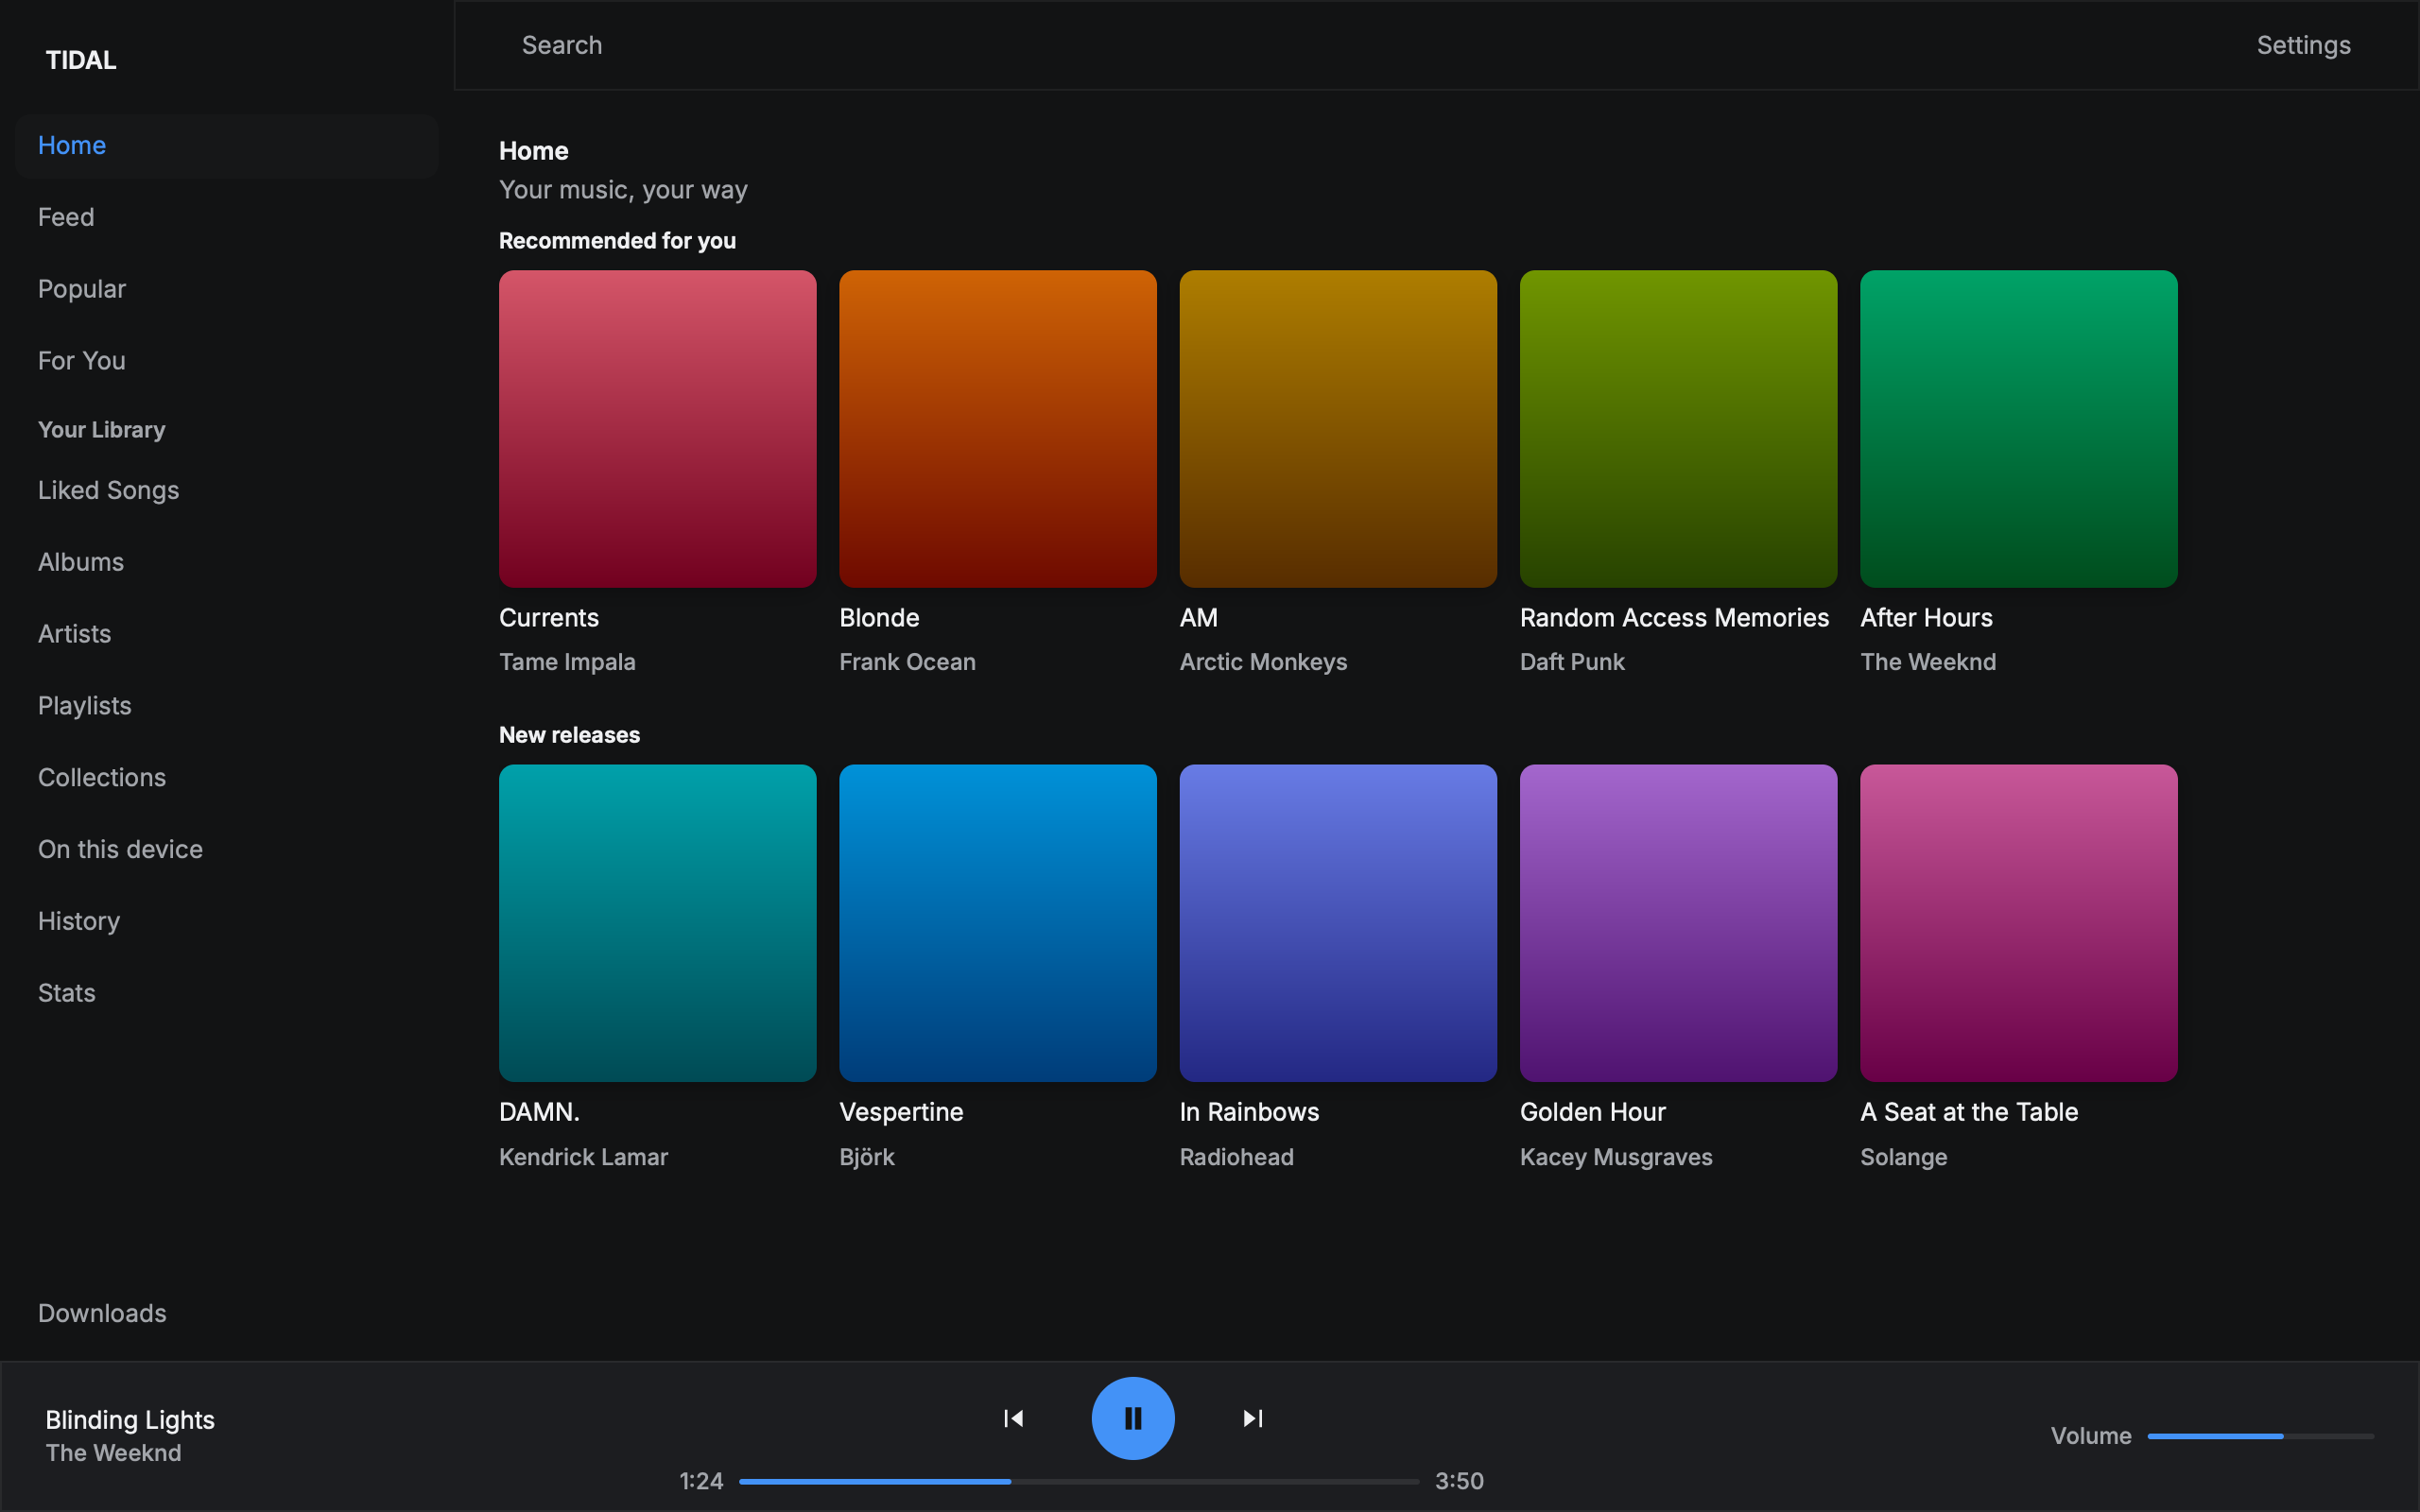 TIDAL
Home
Feed
Popular
For You
Your Library
Liked Songs
Albums
Artists
Playlists
Collections
On this device
History
Stats
Downloads
Search
Settings
Home
Your music, your way
Recommended for you
Currents
Tame Impala
Blonde
Frank Ocean
AM
Arctic Monkeys
Random Access Memories
Daft Punk
After Hours
The Weeknd
New releases
DAMN.
Kendrick Lamar
Vespertine
Björk
In Rainbows
Radiohead
Golden Hour
Kacey Musgraves
A Seat at the Table
Solange
Blinding Lights
The Weeknd
1:24
3:50
Volume